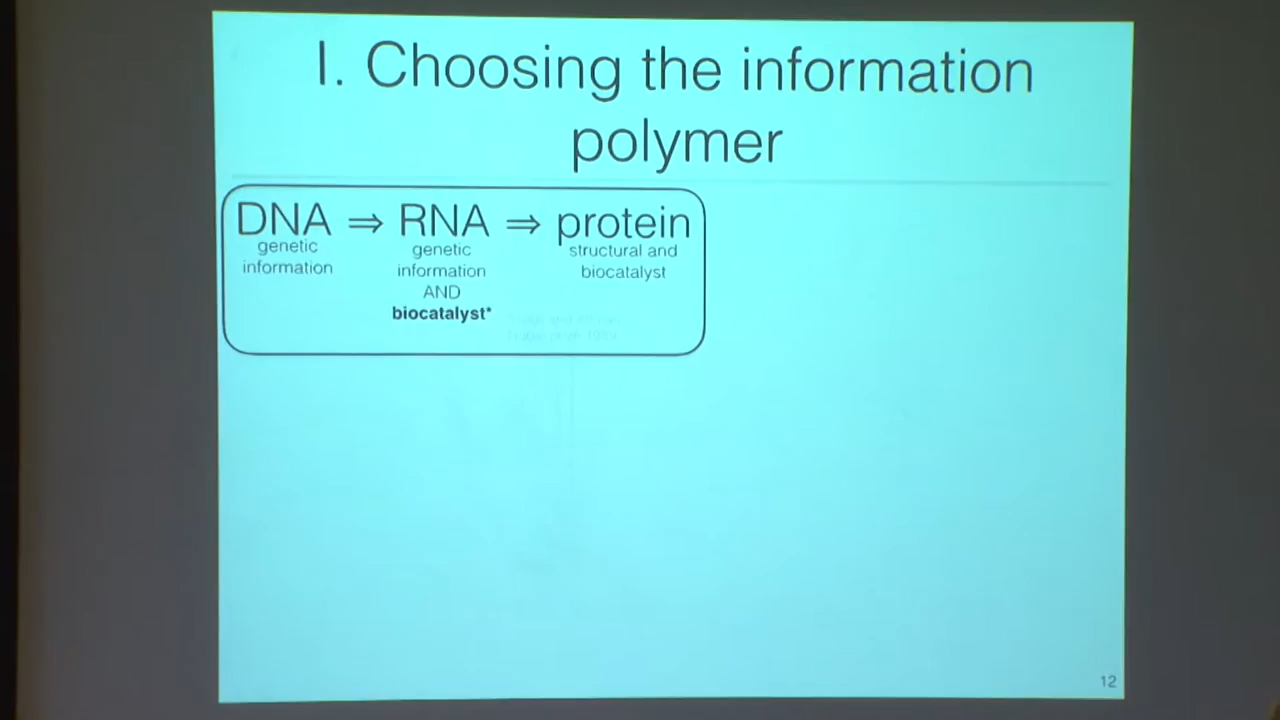 I. Choosing the information
polymer
DNA ⇒ RNA ⇒ protein
genetic
information
genetic
information
AND
biocatalyst*
structural and
biocatalyst
12